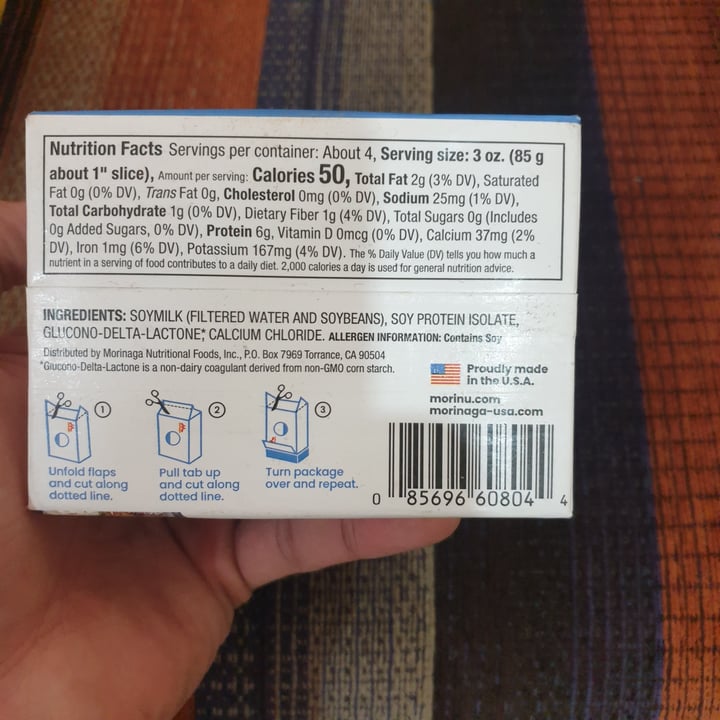 Nutrition Facts Servings per container: About 4, Serving size: 3 oz. (85 g
about 1" slice), Amount per serving: Calories 50, Total Fat 2g (3% DV), Saturated
Fat 0g (0% DV), Trans Fat 0g, Cholesterol 0mg (0% DV), Sodium 25mg (1% DV),
Total Carbohydrate 1g (0% DV), Dietary Fiber 1g (4% DV), Total Sugars 0g (Includes
0g Added Sugars, 0% DV), Protein 6g, Vitamin D 0mcg (0% DV), Calcium 37mg (2%
DV), Iron 1mg (6% DV), Potassium 167mg (4% DV). The % Daily Value (DV) tells you how much a
nutrient in a serving of food contributes to a daily diet. 2,000 calories a day is used for general nutrition advice.
INGREDIENTS: SOYMILK (FILTERED WATER AND SOYBEANS), SOY PROTEIN ISOLATE,
GLUCONO-DELTA-LACTONE,* CALCIUM CHLORIDE. ALLERGEN INFORMATION: Contains Soy
Distributed by Morinaga Nutritional Foods, Inc., P.O. Box 7969 Torrance, CA 90504
*Glucono-Delta-Lactone is a non-dairy coagulant derived from non-GMO corn starch.
Proudly made
in the U.S.A.
morinu.com
morinaga-usa.com
1
Unfold flaps
and cut along
dotted line.
2
Pull tab up
and cut along
dotted line.
3
Turn package
over and repeat.
0 85696 60804 4